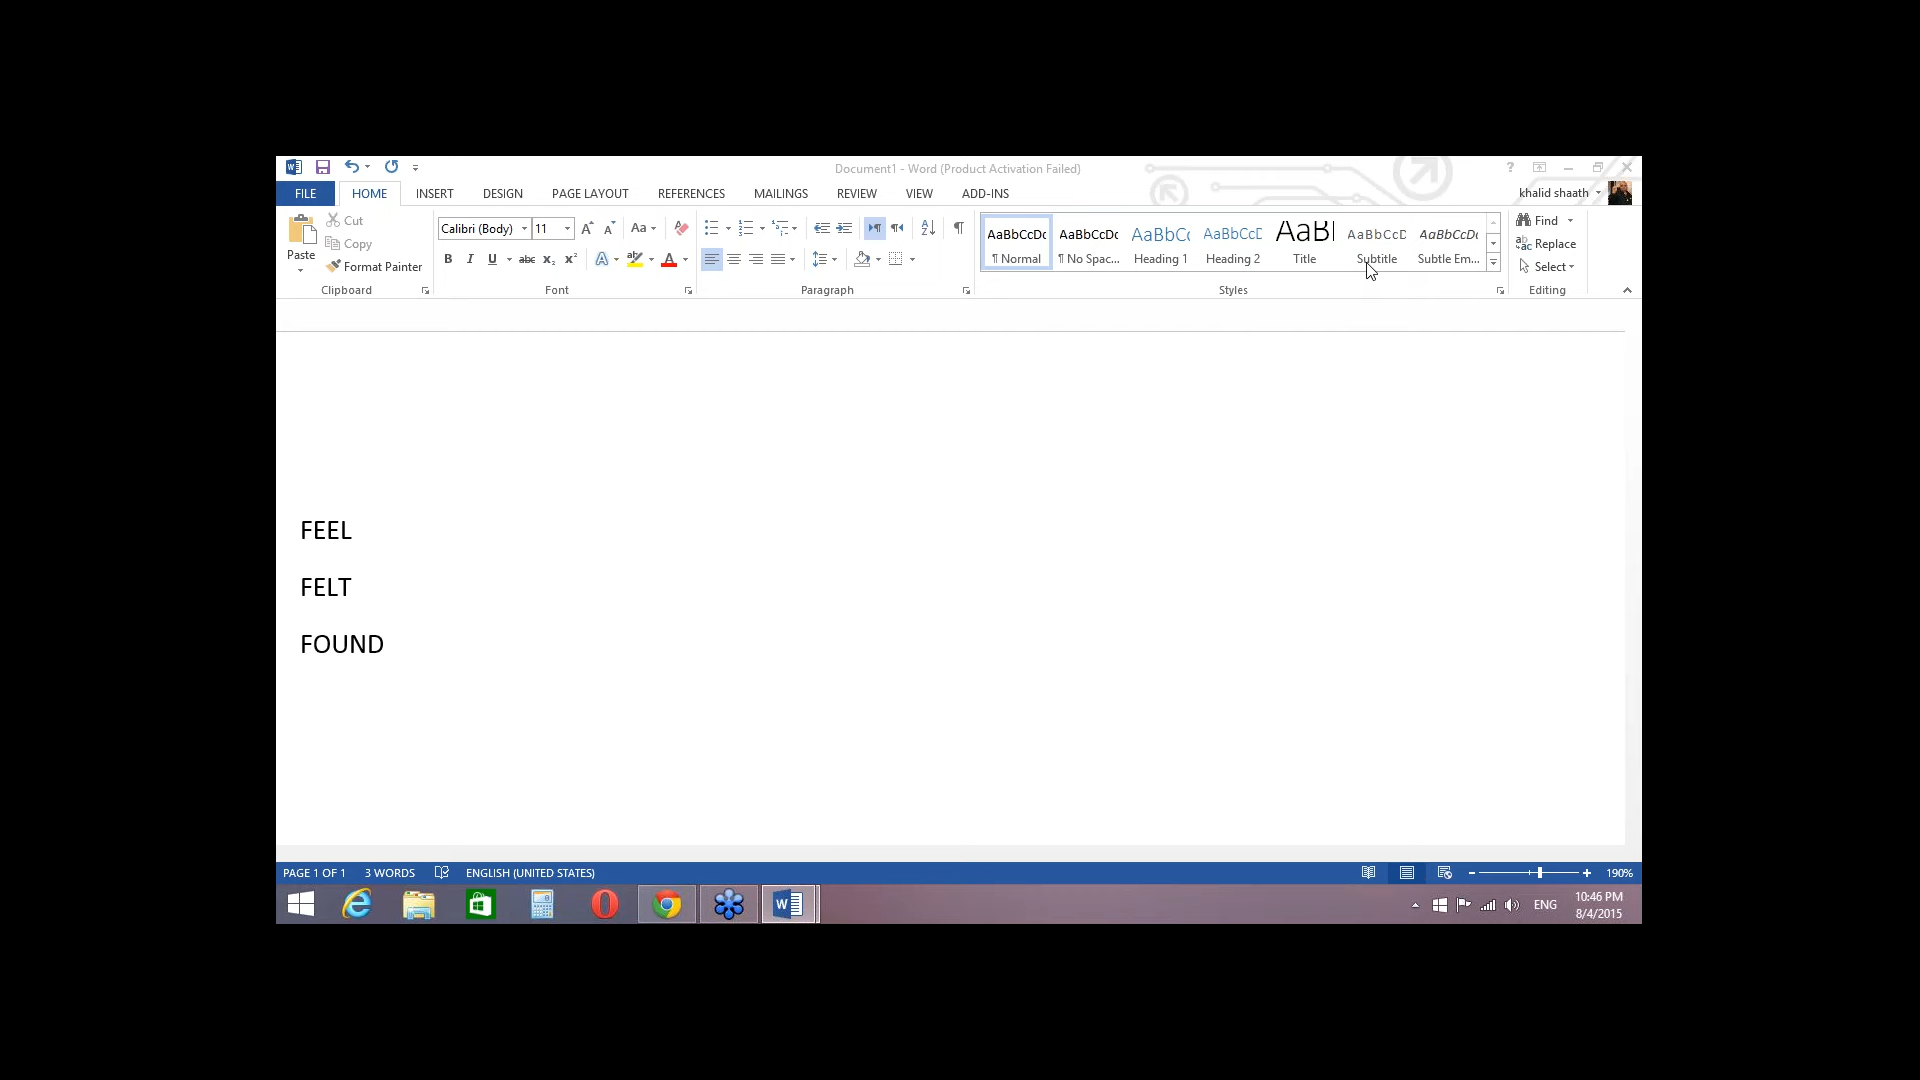 Document1 - Word (Product Activation Failed)
FILE HOME INSERT DESIGN PAGE LAYOUT REFERENCES MAILINGS REVIEW VIEW ADD-INS khalid shaath
Paste
Cut
Copy
Format Painter
Clipboard
Calibri (Body) 11
Font
Paragraph
AaBbCcDc AaBbCcDc AaBbCc AaBbCcD AaBl AaBbCcD AaBbCcDc
¶ Normal ¶ No Spac... Heading 1 Heading 2 Title Subtitle Subtle Em...
Styles
Find
Replace
Select
Editing
FEEL
FELT
FOUND
PAGE 1 OF 1 3 WORDS ENGLISH (UNITED STATES) 190%
ENG 10:46 PM
8/4/2015